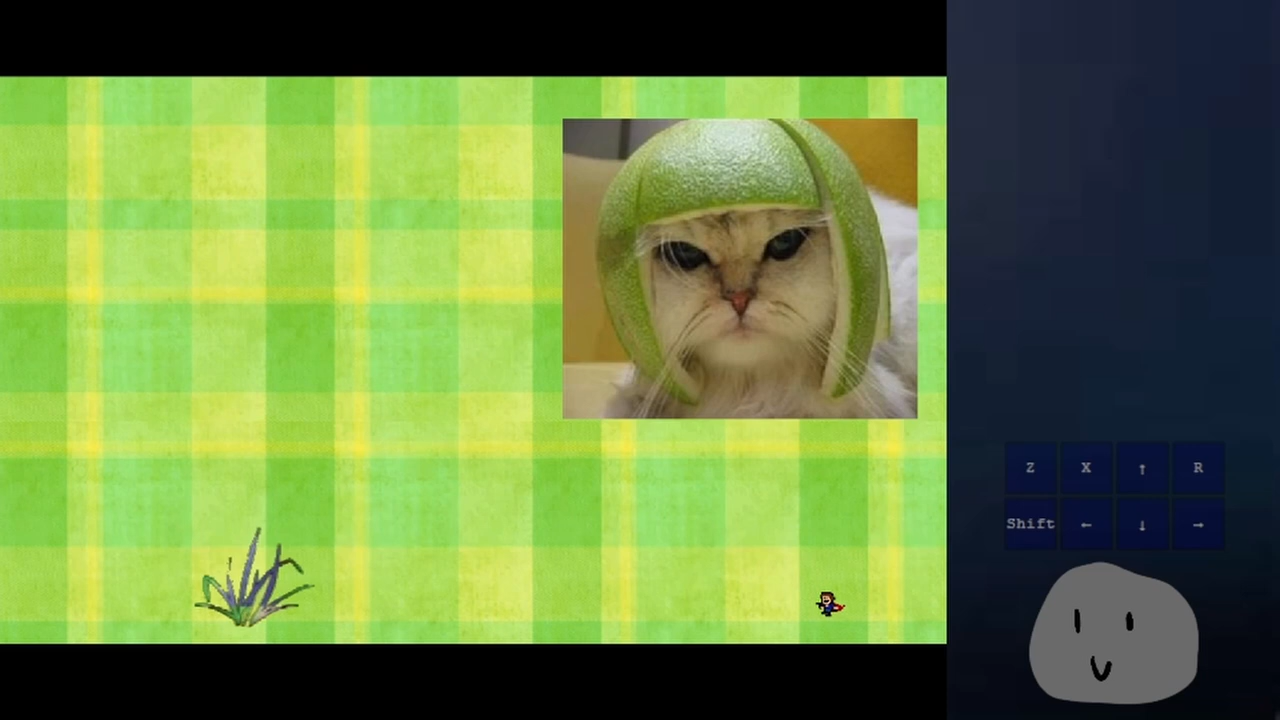 Z X ↑ R
Shift ← ↓ →